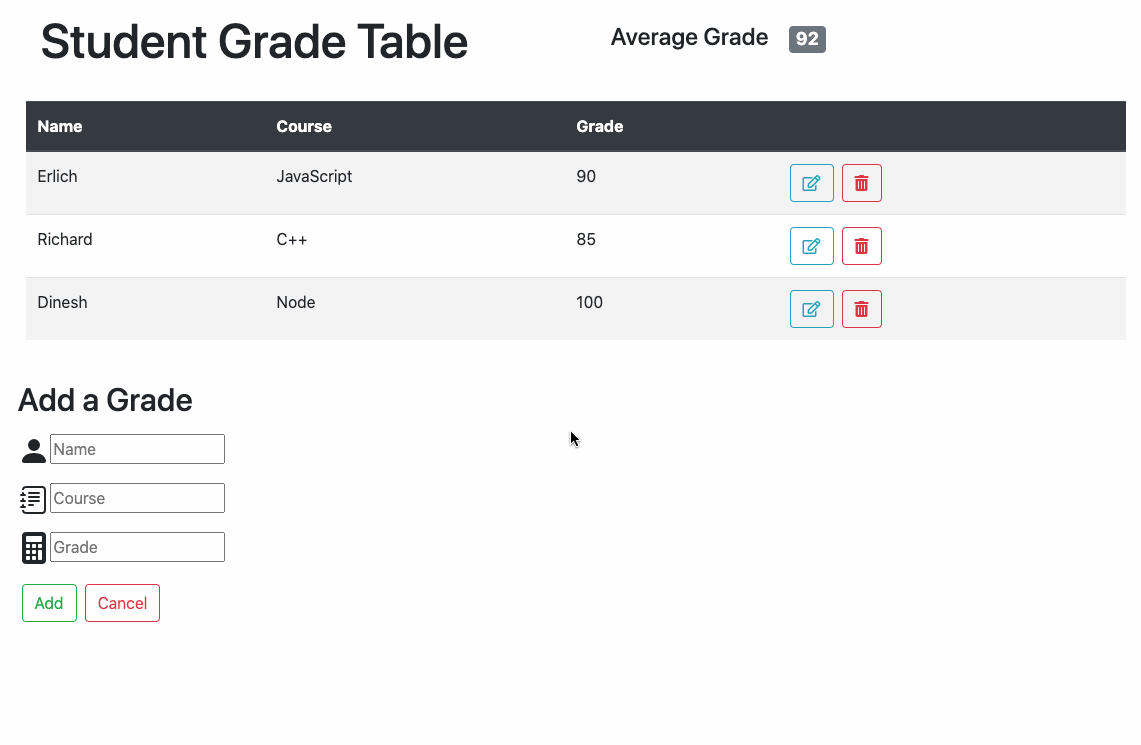 Student Grade Table
Average Grade 92
Name Course Grade
Erlich JavaScript 90
Richard C++ 85
Dinesh Node 100
Add a Grade
Name
Course
Grade
Add Cancel